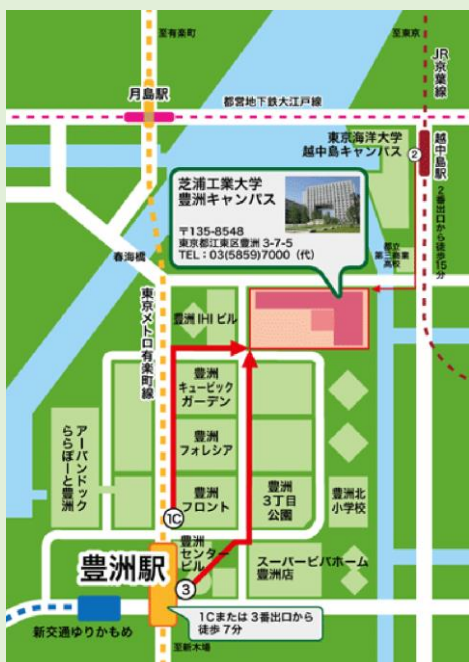 至有楽町
至東京
JR京葉線
月島駅
都営地下鉄大江戸線
東京海洋大学
越中島キャンパス
②
越中島駅
2番出口から徒歩15分
芝浦工業大学
豊洲キャンパス
〒135-8548
東京都江東区豊洲 3-7-5
TEL：03(5859)7000（代）
都立
第三商業
高校
春海橋
東京メトロ有楽町線
豊洲 IHI ビル
豊洲
キュービック
ガーデン
豊洲
フォレシア
アーバンドック
ららぽーと豊洲
豊洲
フロント
豊洲
3丁目
公園
豊洲北
小学校
1C
豊洲
センター
ビル
豊洲駅
③
スーパービバホーム
豊洲店
新交通ゆりかもめ
1Cまたは 3番出口から
徒歩 7分
至新木場